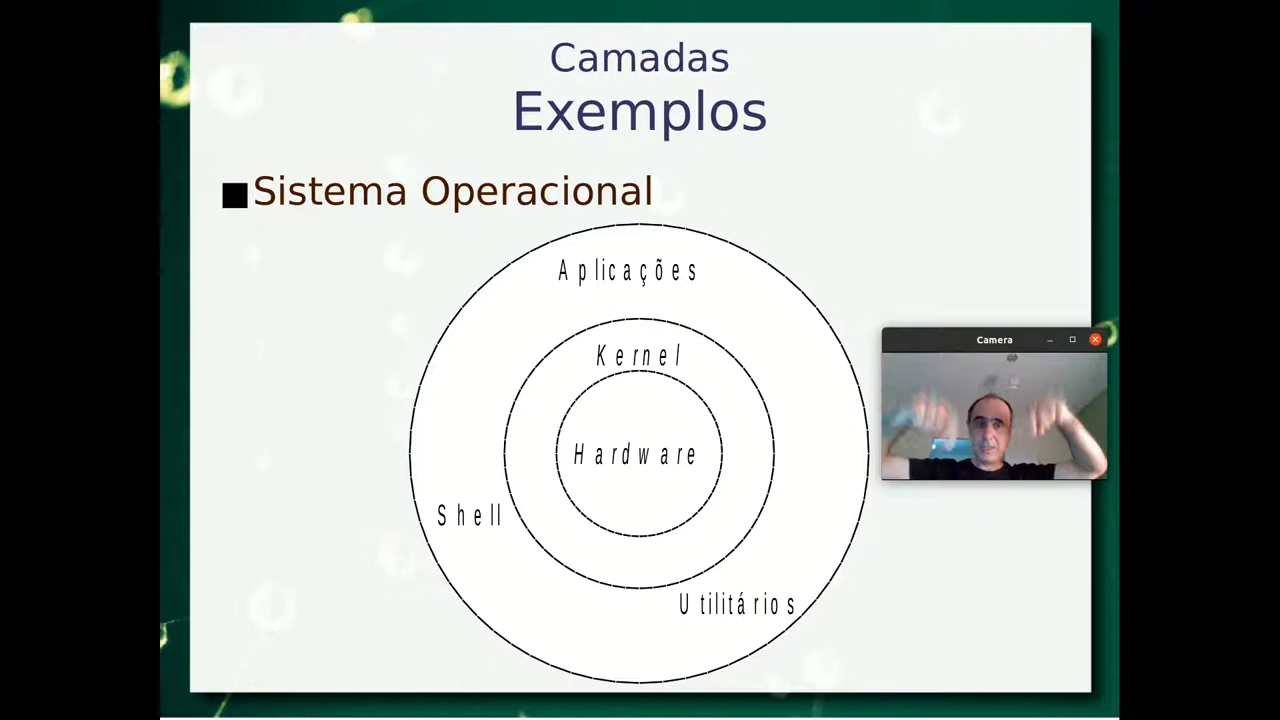 Camadas
Exemplos
Sistema Operacional
Aplicações
Kernel
Hardware
Camera
Shell
Utilitários